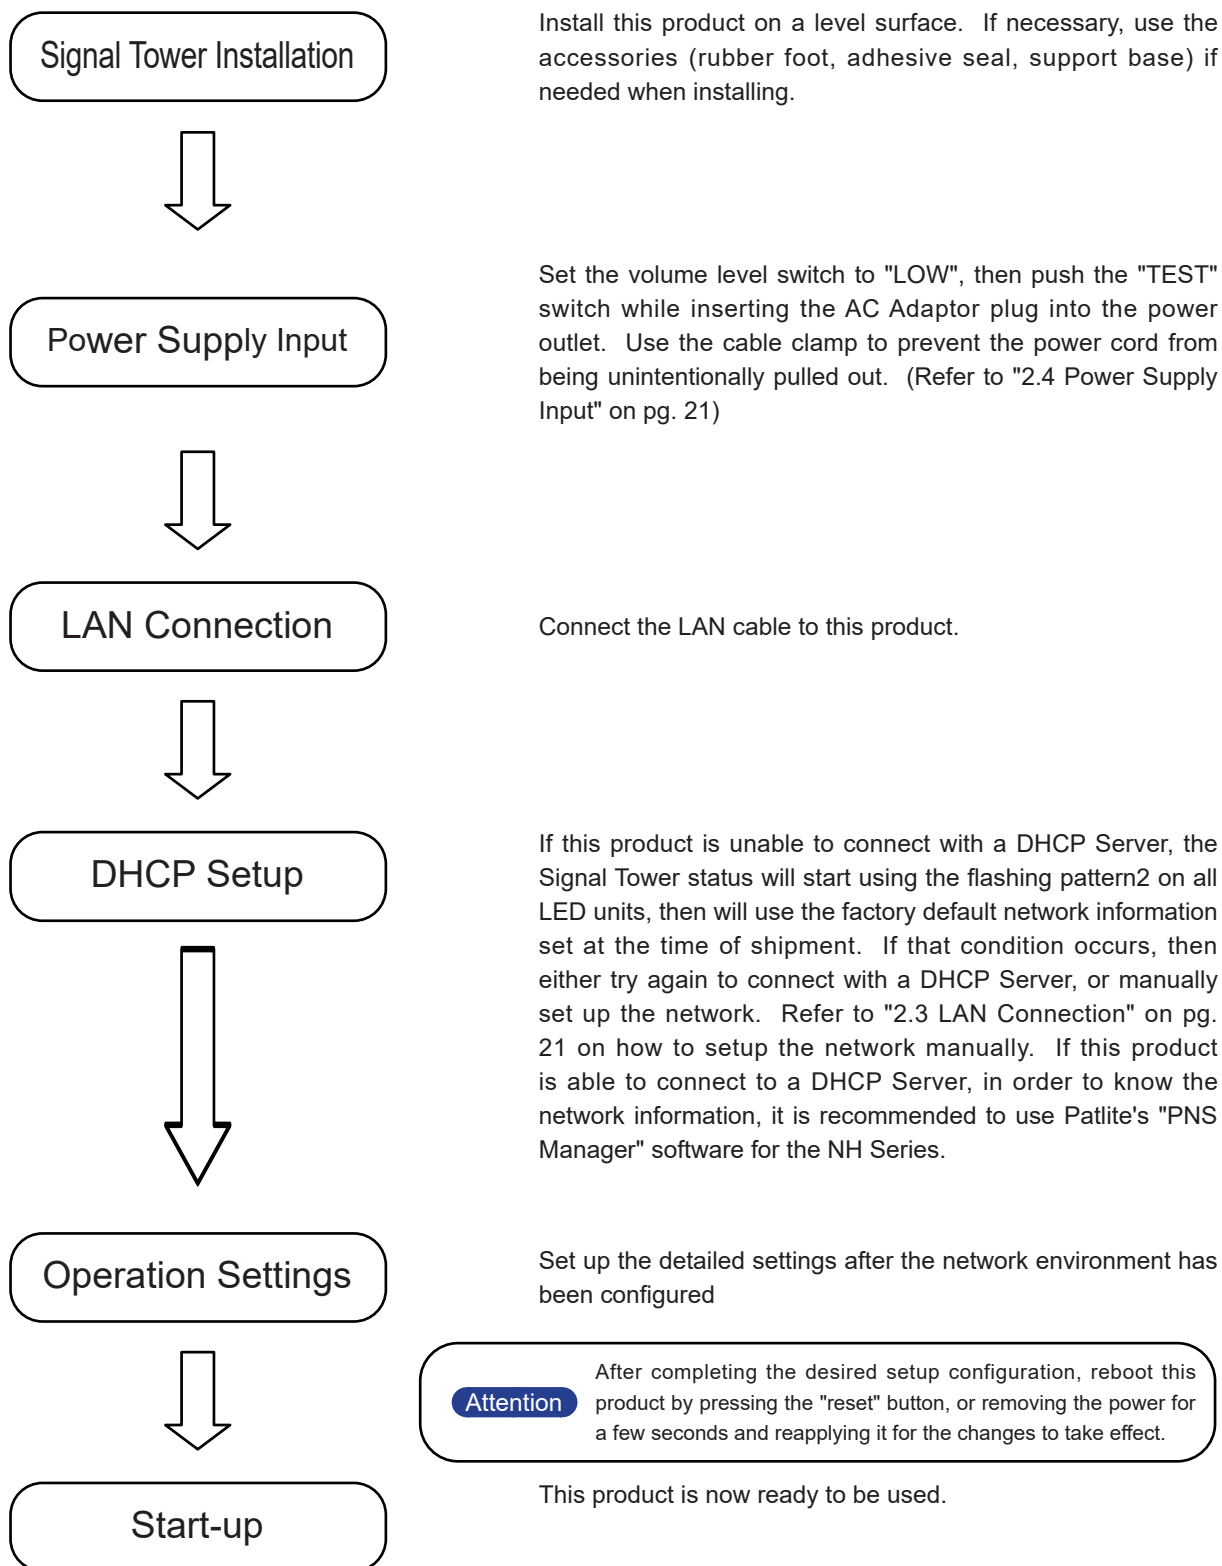 Signal Tower Installation
Install this product on a level surface. If necessary, use the
accessories (rubber foot, adhesive seal, support base) if
needed when installing.
Power Supply Input
Set the volume level switch to "LOW", then push the "TEST"
switch while inserting the AC Adaptor plug into the power
outlet. Use the cable clamp to prevent the power cord from
being unintentionally pulled out. (Refer to "2.4 Power Supply
Input" on pg. 21)
LAN Connection
Connect the LAN cable to this product.
DHCP Setup
If this product is unable to connect with a DHCP Server, the
Signal Tower status will start using the flashing pattern2 on all
LED units, then will use the factory default network information
set at the time of shipment. If that condition occurs, then
either try again to connect with a DHCP Server, or manually
set up the network. Refer to "2.3 LAN Connection" on pg.
21 on how to setup the network manually. If this product
is able to connect to a DHCP Server, in order to know the
network information, it is recommended to use Patlite's "PNS
Manager" software for the NH Series.
Operation Settings
Set up the detailed settings after the network environment has
been configured
Attention
After completing the desired setup configuration, reboot this
product by pressing the "reset" button, or removing the power for
a few seconds and reapplying it for the changes to take effect.
Start-up
This product is now ready to be used.